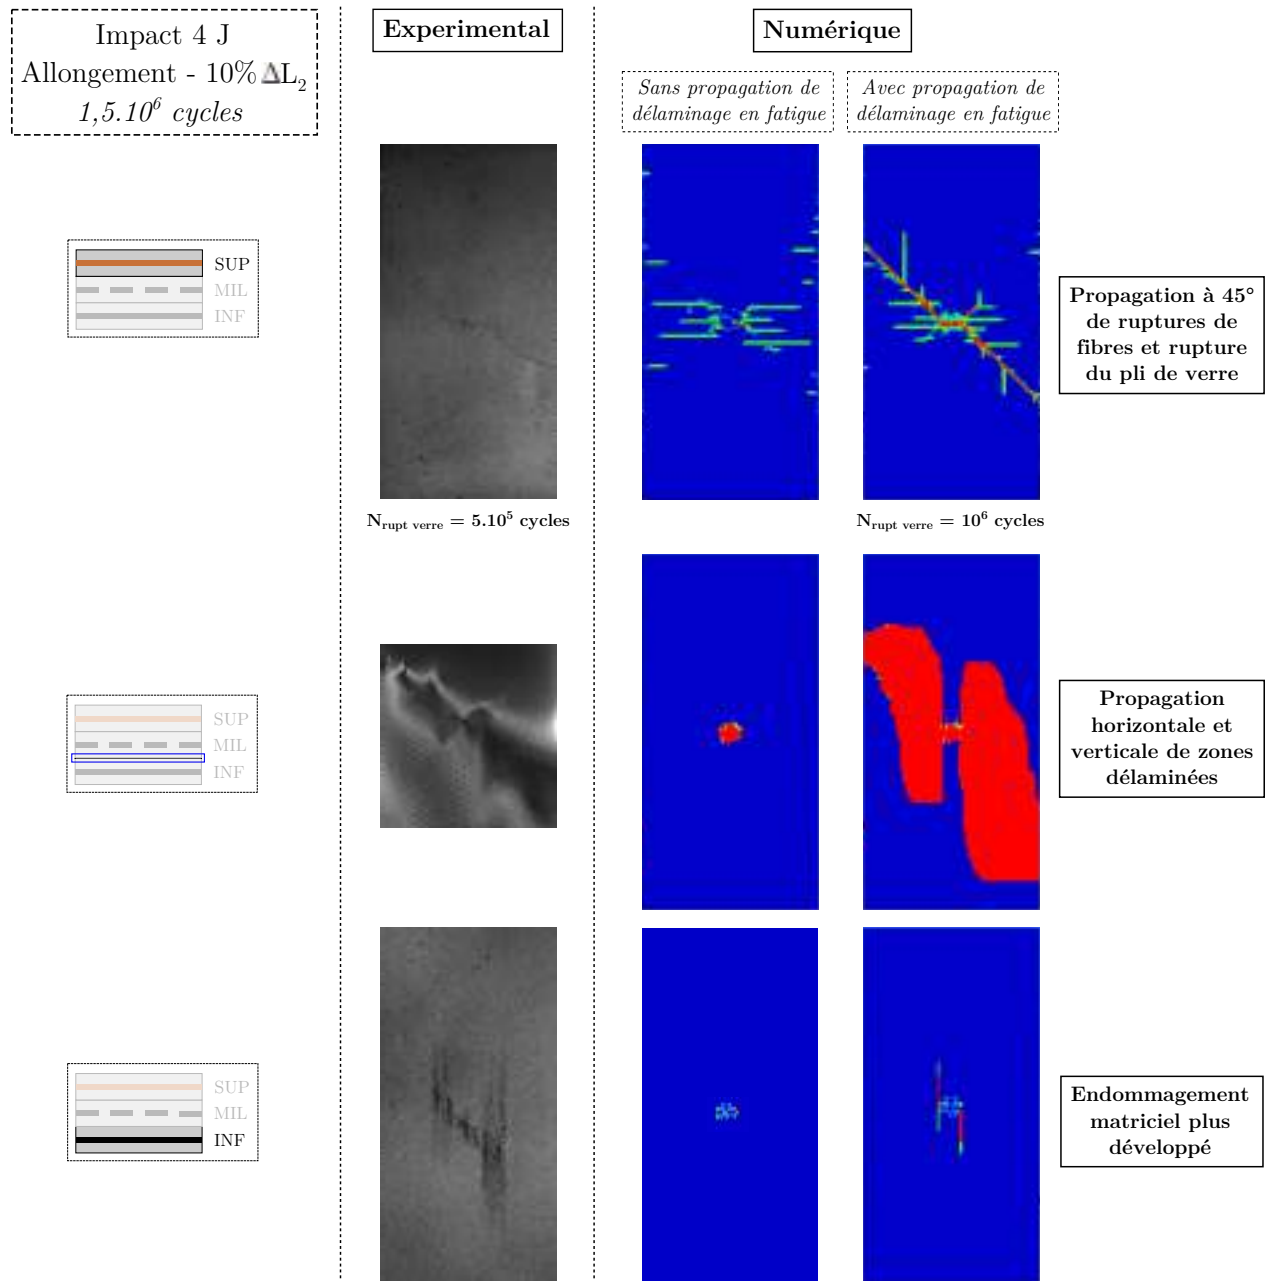 Impact 4 J
Allongement - 10% ΔL₂
1,5.10⁶ cycles
Experimental
Numérique
Sans propagation de
délaminage en fatigue
Avec propagation de
délaminage en fatigue
SUP
MIL
INF
Propagation à 45°
de ruptures de
fibres et rupture
du pli de verre
N_rupt verre = 5.10⁵ cycles
N_rupt verre = 10⁶ cycles
SUP
MIL
INF
Propagation
horizontale et
verticale de zones
délaminées
SUP
MIL
INF
Endommagement
matriciel plus
développé